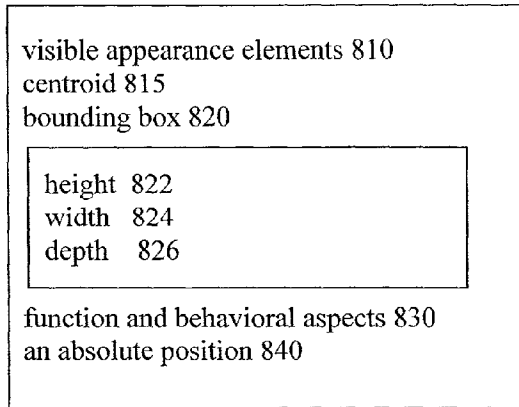 visible appearance elements 810
centroid 815
bounding box 820
height 822
width 824
depth 826
function and behavioral aspects 830
an absolute position 840